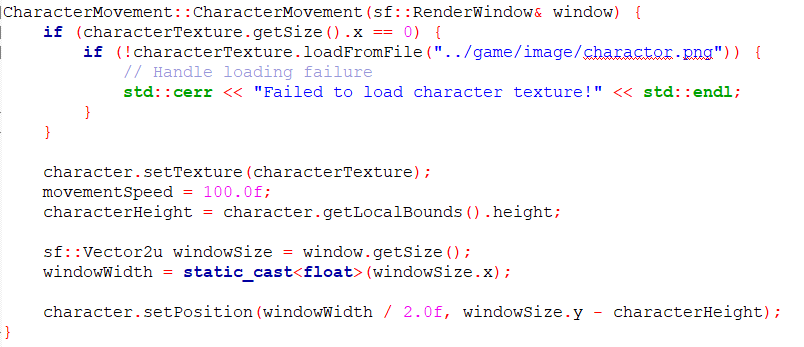 CharacterMovement::CharacterMovement(sf::RenderWindow& window) {
    if (characterTexture.getSize().x == 0) {
        if (!characterTexture.loadFromFile("../game/image/charactor.png")) {
            // Handle loading failure
            std::cerr << "Failed to load character texture!" << std::endl;
        }
    }

    character.setTexture(characterTexture);
    movementSpeed = 100.0f;
    characterHeight = character.getLocalBounds().height;

    sf::Vector2u windowSize = window.getSize();
    windowWidth = static_cast<float>(windowSize.x);

    character.setPosition(windowWidth / 2.0f, windowSize.y - characterHeight);
}